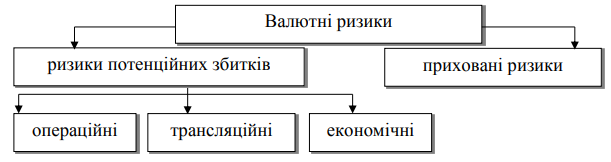 Валютні ризики
ризики потенційних збитків
приховані ризики
операційні
трансляційні
економічні